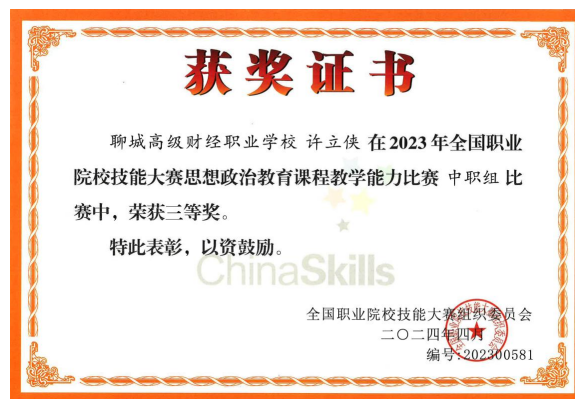 获奖证书
聊城高级财经职业学校 许立侠 在2023年全国职业
院校技能大赛思想政治教育课程教学能力比赛 中职组 比
赛中，荣获三等奖。
特此表彰，以资鼓励。
ChinaSkills
全国职业院校技能大赛组织委员会
二〇二四年四月
编号:202300581